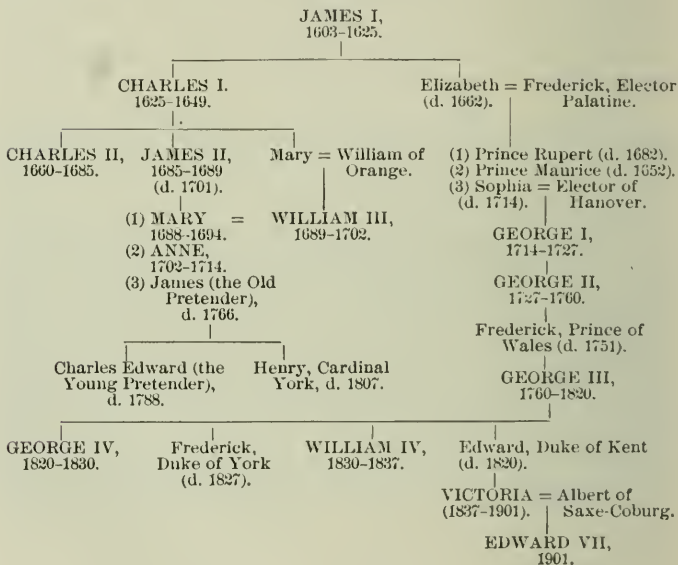 JAMES I,
1603-1625.
CHARLES I.
1625-1649.
Elizabeth = Frederick, Elector
(d. 1662). Palatine.
CHARLES II,
1660-1685.
JAMES II,
1685-1689
(d. 1701).
Mary = William of
Orange.
(1) Prince Rupert (d. 1682).
(2) Prince Maurice (d. 1652).
(3) Sophia = Elector of
(d. 1714). Hanover.
(1) MARY = WILLIAM III,
1688-1694. 1689-1702.
(2) ANNE,
1702-1714.
(3) James (the Old
Pretender),
d. 1766.
GEORGE I,
1714-1727.
GEORGE II,
1727-1760.
Frederick, Prince of
Wales (d. 1751).
Charles Edward (the
Young Pretender),
d. 1788.
Henry, Cardinal
York, d. 1807.
GEORGE III,
1760-1820.
GEORGE IV,
1820-1830.
Frederick,
Duke of York
(d. 1827).
WILLIAM IV,
1830-1837.
Edward, Duke of Kent
(d. 1820).
VICTORIA = Albert of
(1837-1901). Saxe-Coburg.
EDWARD VII,
1901.